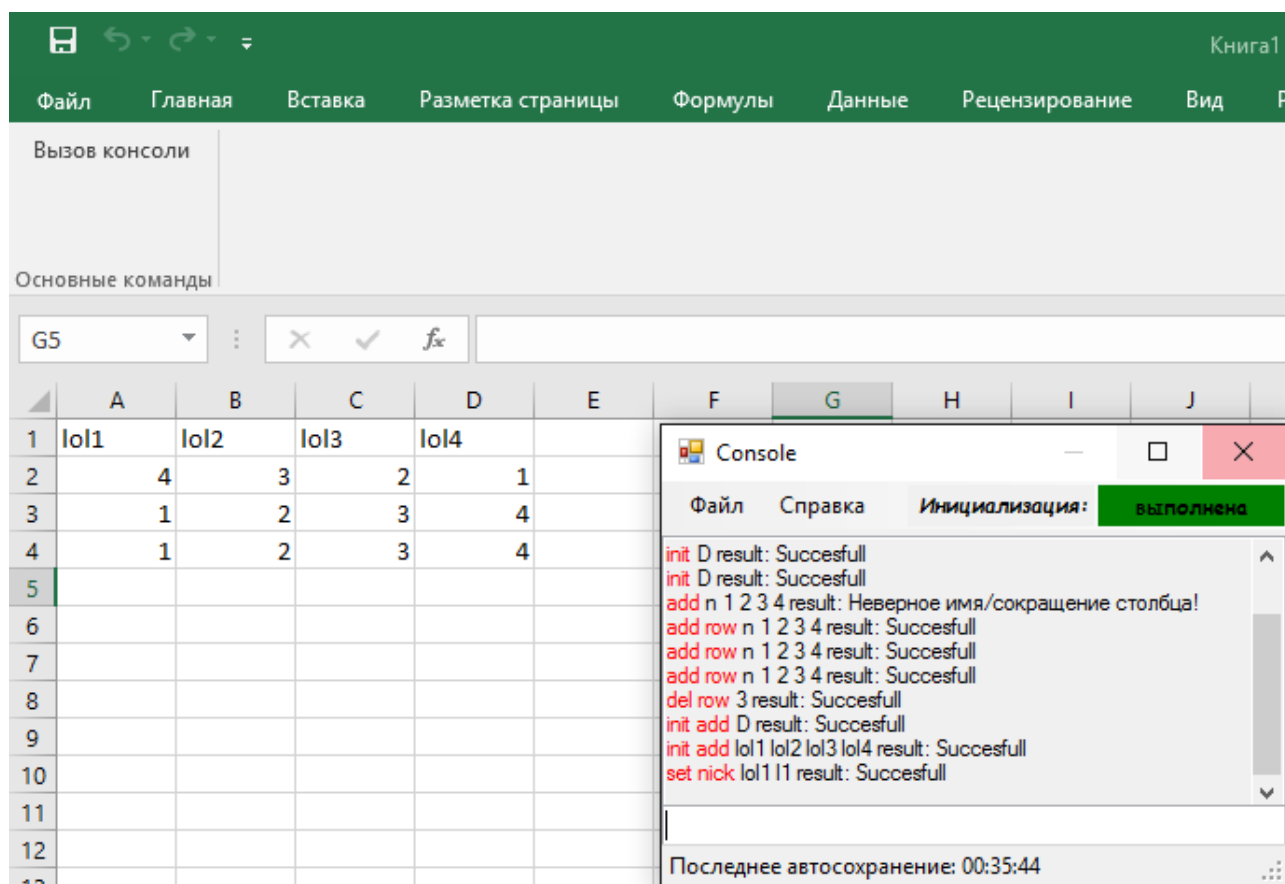 Книга1
Файл Главная Вставка Разметка страницы Формулы Данные Рецензирование Вид
Вызов консоли
Основные команды
G5 fx
A B C D E F G H I J
1 lol1 lol2 lol3 lol4
2 4 3 2 1
3 1 2 3 4
4 1 2 3 4
5
6
7
8
9
10
11
12
Console
Файл Справка Инициализация: выполнена
init D result: Succesfull
init D result: Succesfull
add n 1 2 3 4 result: Неверное имя/сокращение столбца!
add row n 1 2 3 4 result: Succesfull
add row n 1 2 3 4 result: Succesfull
add row n 1 2 3 4 result: Succesfull
del row 3 result: Succesfull
init add D result: Succesfull
init add lol1 lol2 lol3 lol4 result: Succesfull
set nick lol1 l1 result: Succesfull
Последнее автосохранение: 00:35:44